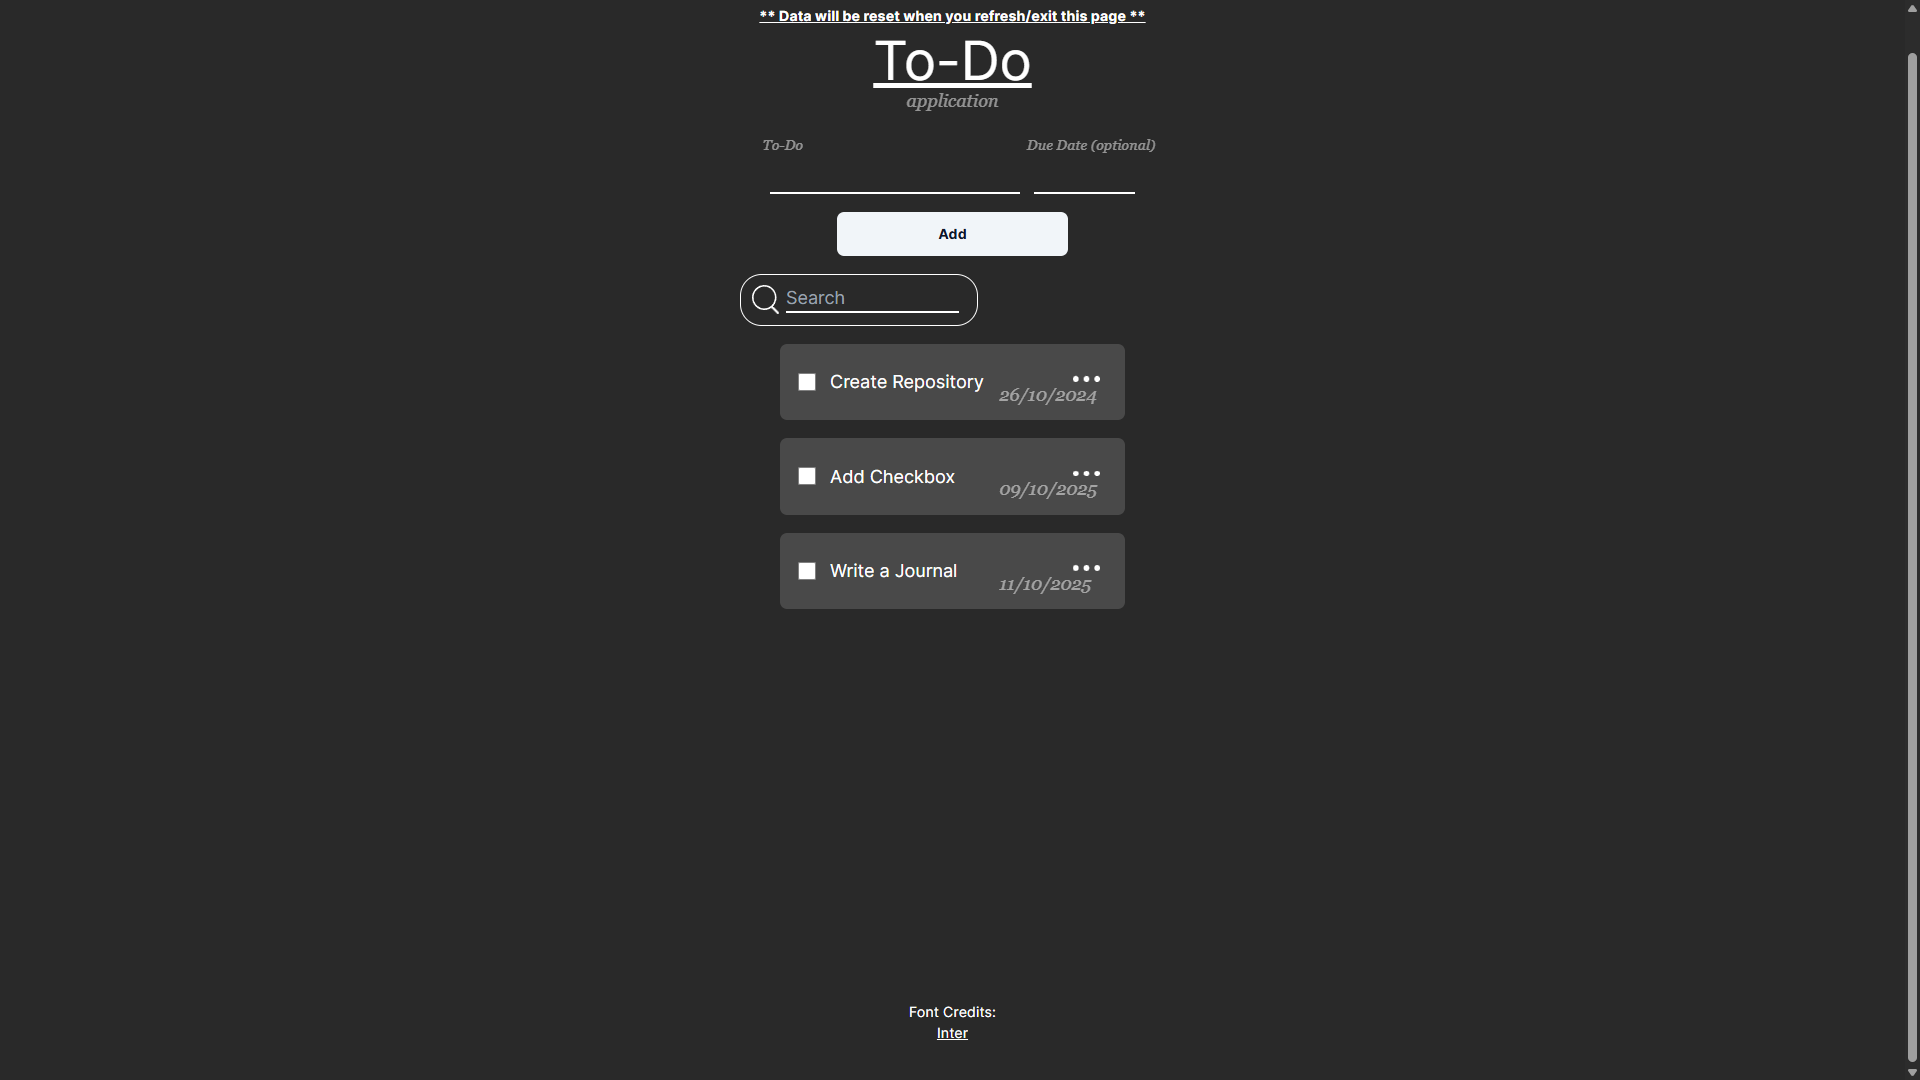 ** Data will be reset when you refresh/exit this page **
To-Do
application
To-Do
Due Date (optional)
Add
Search
Create Repository
26/10/2024
Add Checkbox
09/10/2025
Write a Journal
11/10/2025
Font Credits:
Inter